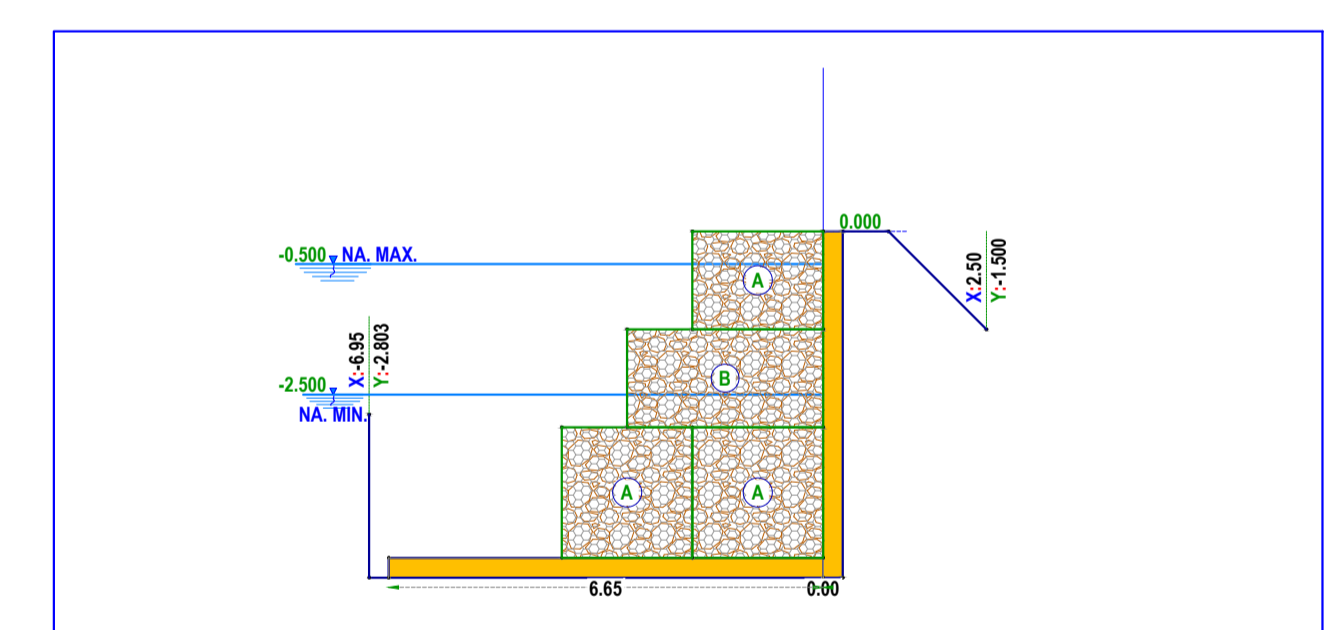 0.000
-0.500 NA. MAX.
A
X:2.50
Y:-1.500
X:-6.95
Y:-2.803
B
-2.500
NA. MIN.
A
A
6.65
0.00